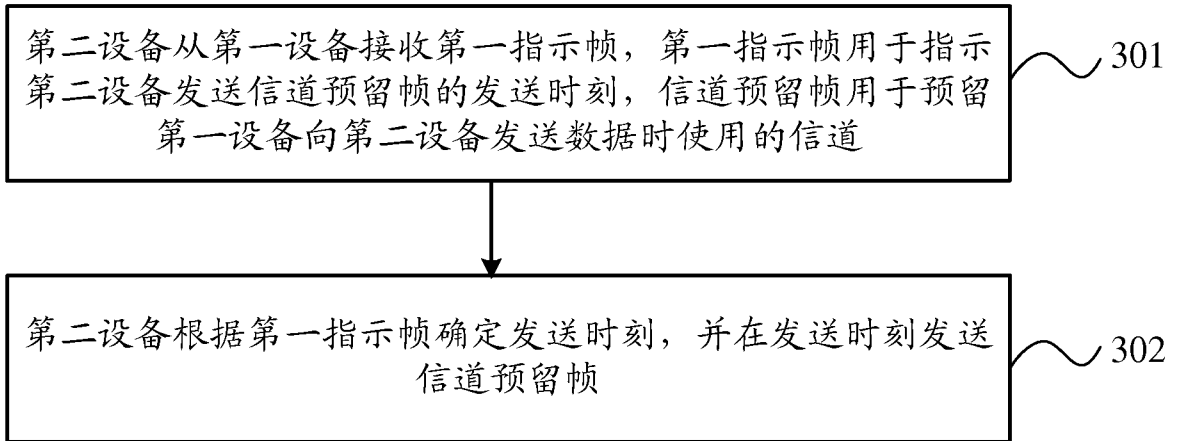 第二设备从第一设备接收第一指示帧，第一指示帧用于指示
第二设备发送信道预留帧的发送时刻，信道预留帧用于预留
第一设备向第二设备发送数据时使用的信道
301
第二设备根据第一指示帧确定发送时刻，并在发送时刻发送
信道预留帧
302